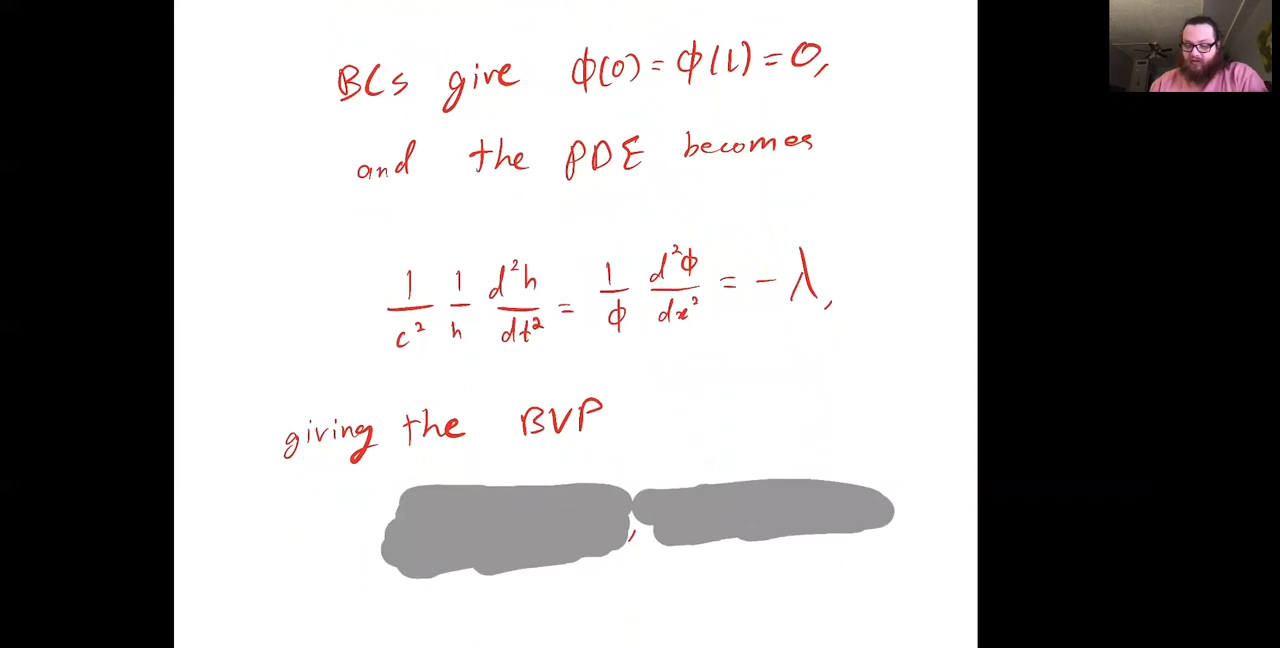 BCs give ϕ(0) = ϕ(L) = 0,
and the PDE becomes
1/c² 1/h d²h/dt² = 1/ϕ d²ϕ/dx² = -λ,
giving the BVP
,